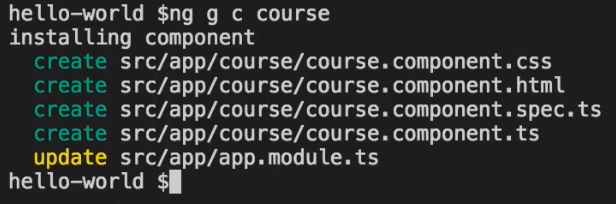 hello-world $ng g c course
installing component
  create src/app/course/course.component.css
  create src/app/course/course.component.html
  create src/app/course/course.component.spec.ts
  create src/app/course/course.component.ts
  update src/app/app.module.ts
hello-world $